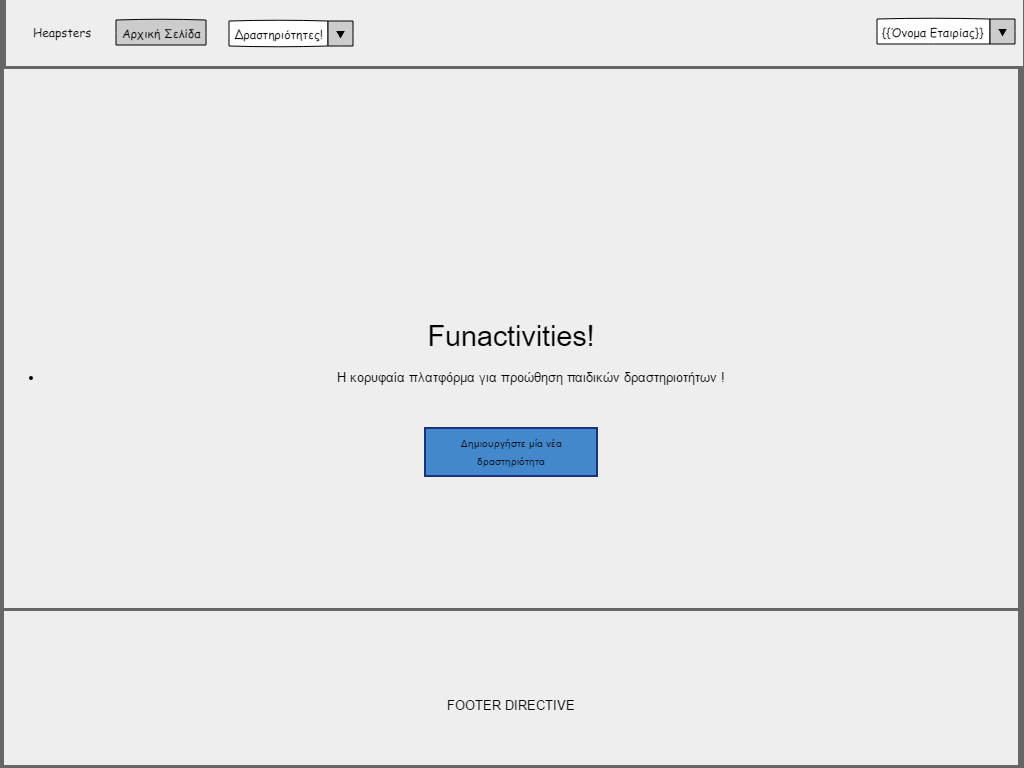 Heapsters
Αρχική Σελίδα
Δραστηριότητες!
{{Όνομα Εταιρίας}}
Funactivities!
Η κορυφαία πλατφόρμα για προώθηση παιδικών δραστηριοτήτων !
Δημιουργήστε μία νέα
δραστηριότητα
FOOTER DIRECTIVE